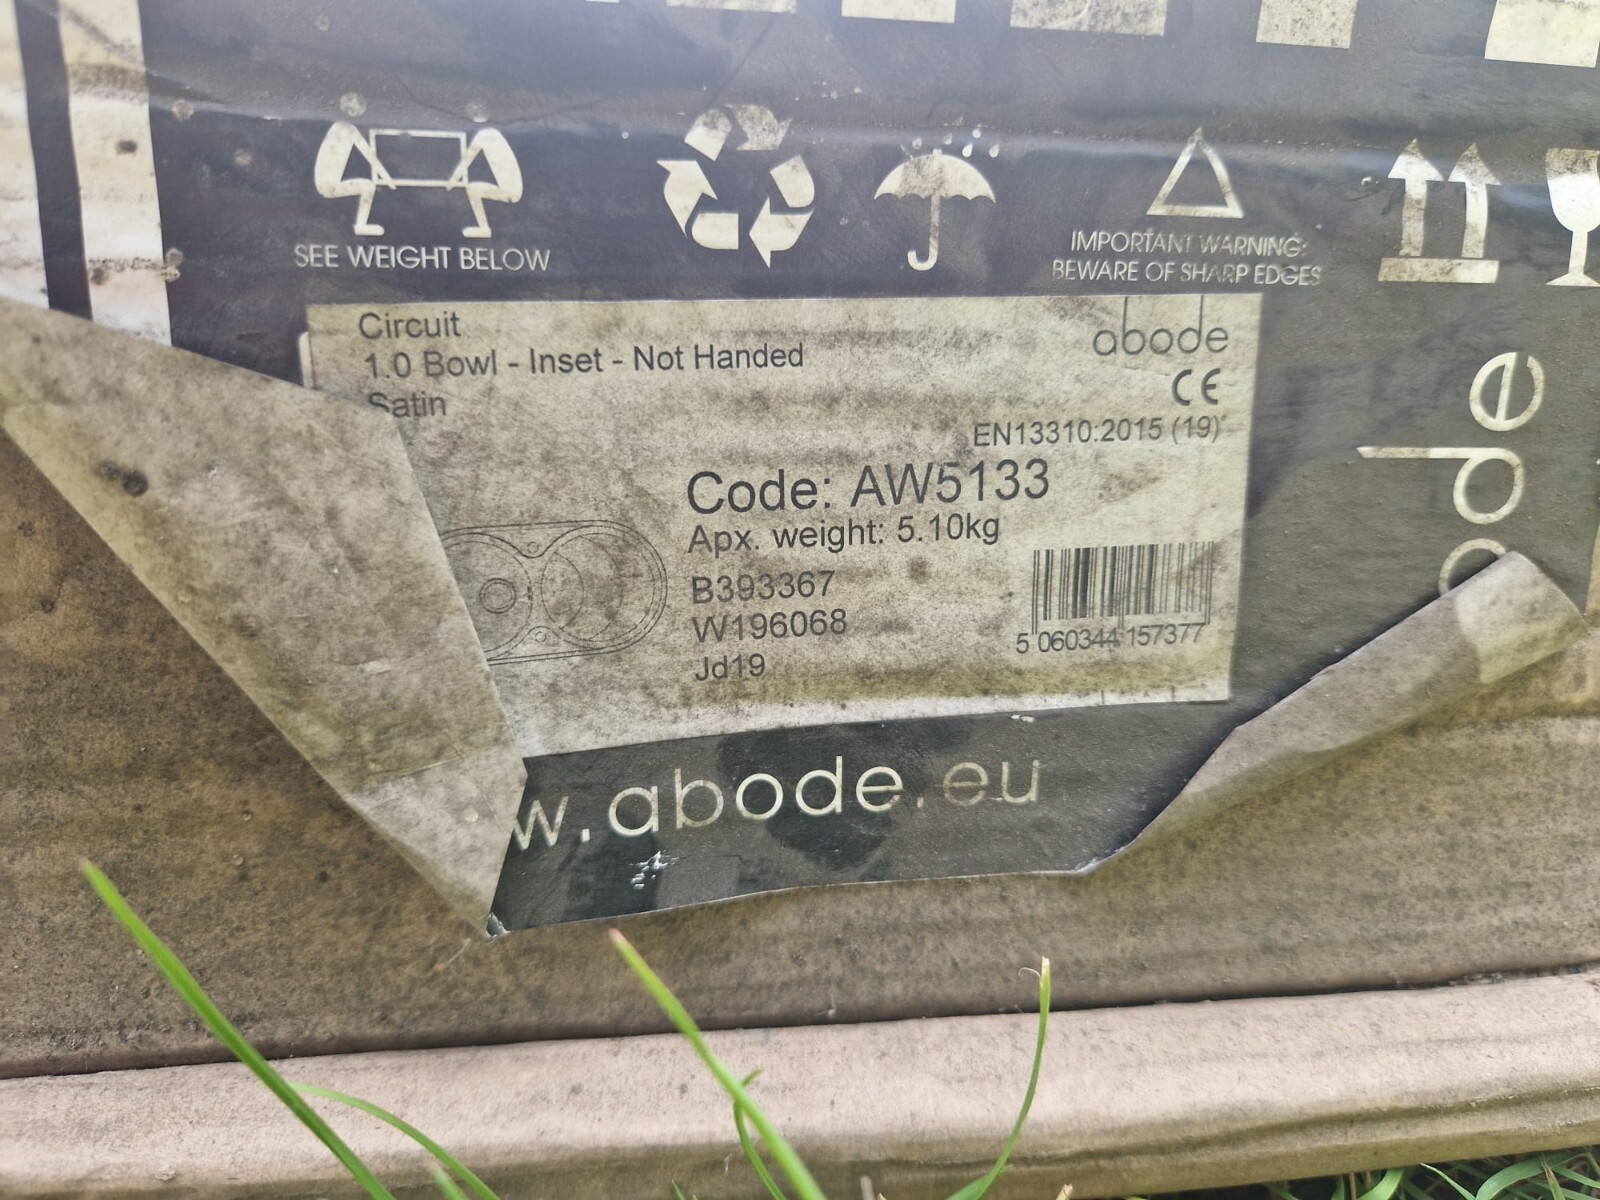 SEE WEIGHT BELOW
IMPORTANT WARNING:
BEWARE OF SHARP EDGES
Circuit
1.0 Bowl - Inset - Not Handed
Satin
abode
CE
EN13310:2015 (19)
Code: AW5133
Apx. weight: 5.10kg
B393367
W196068
Jd19
5 060344 157377
w.abode.eu
ode